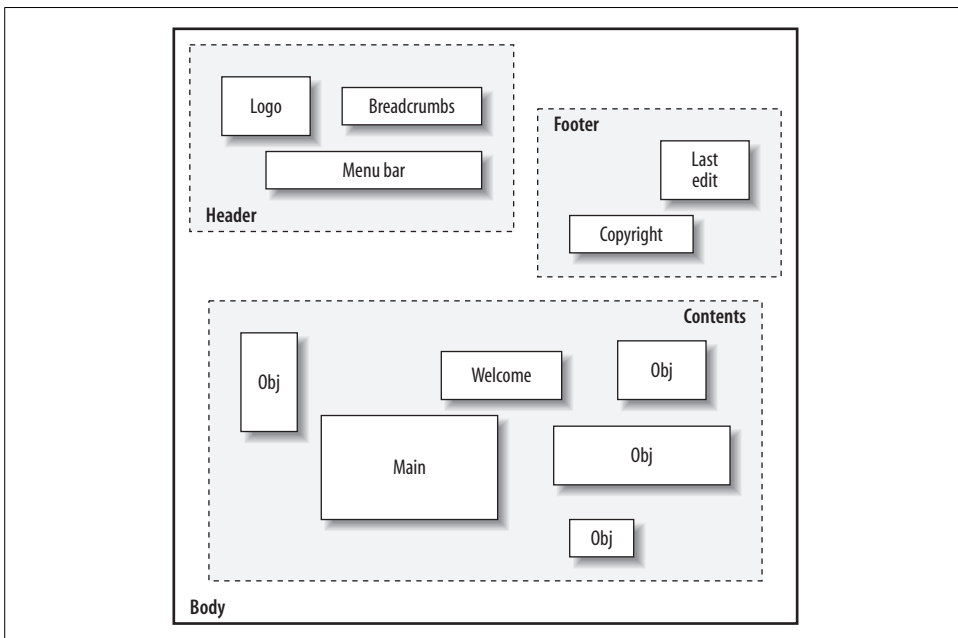 Logo
Breadcrumbs
Menu bar
Header
Footer
Last
edit
Copyright
Contents
Obj
Welcome
Obj
Main
Obj
Obj
Body